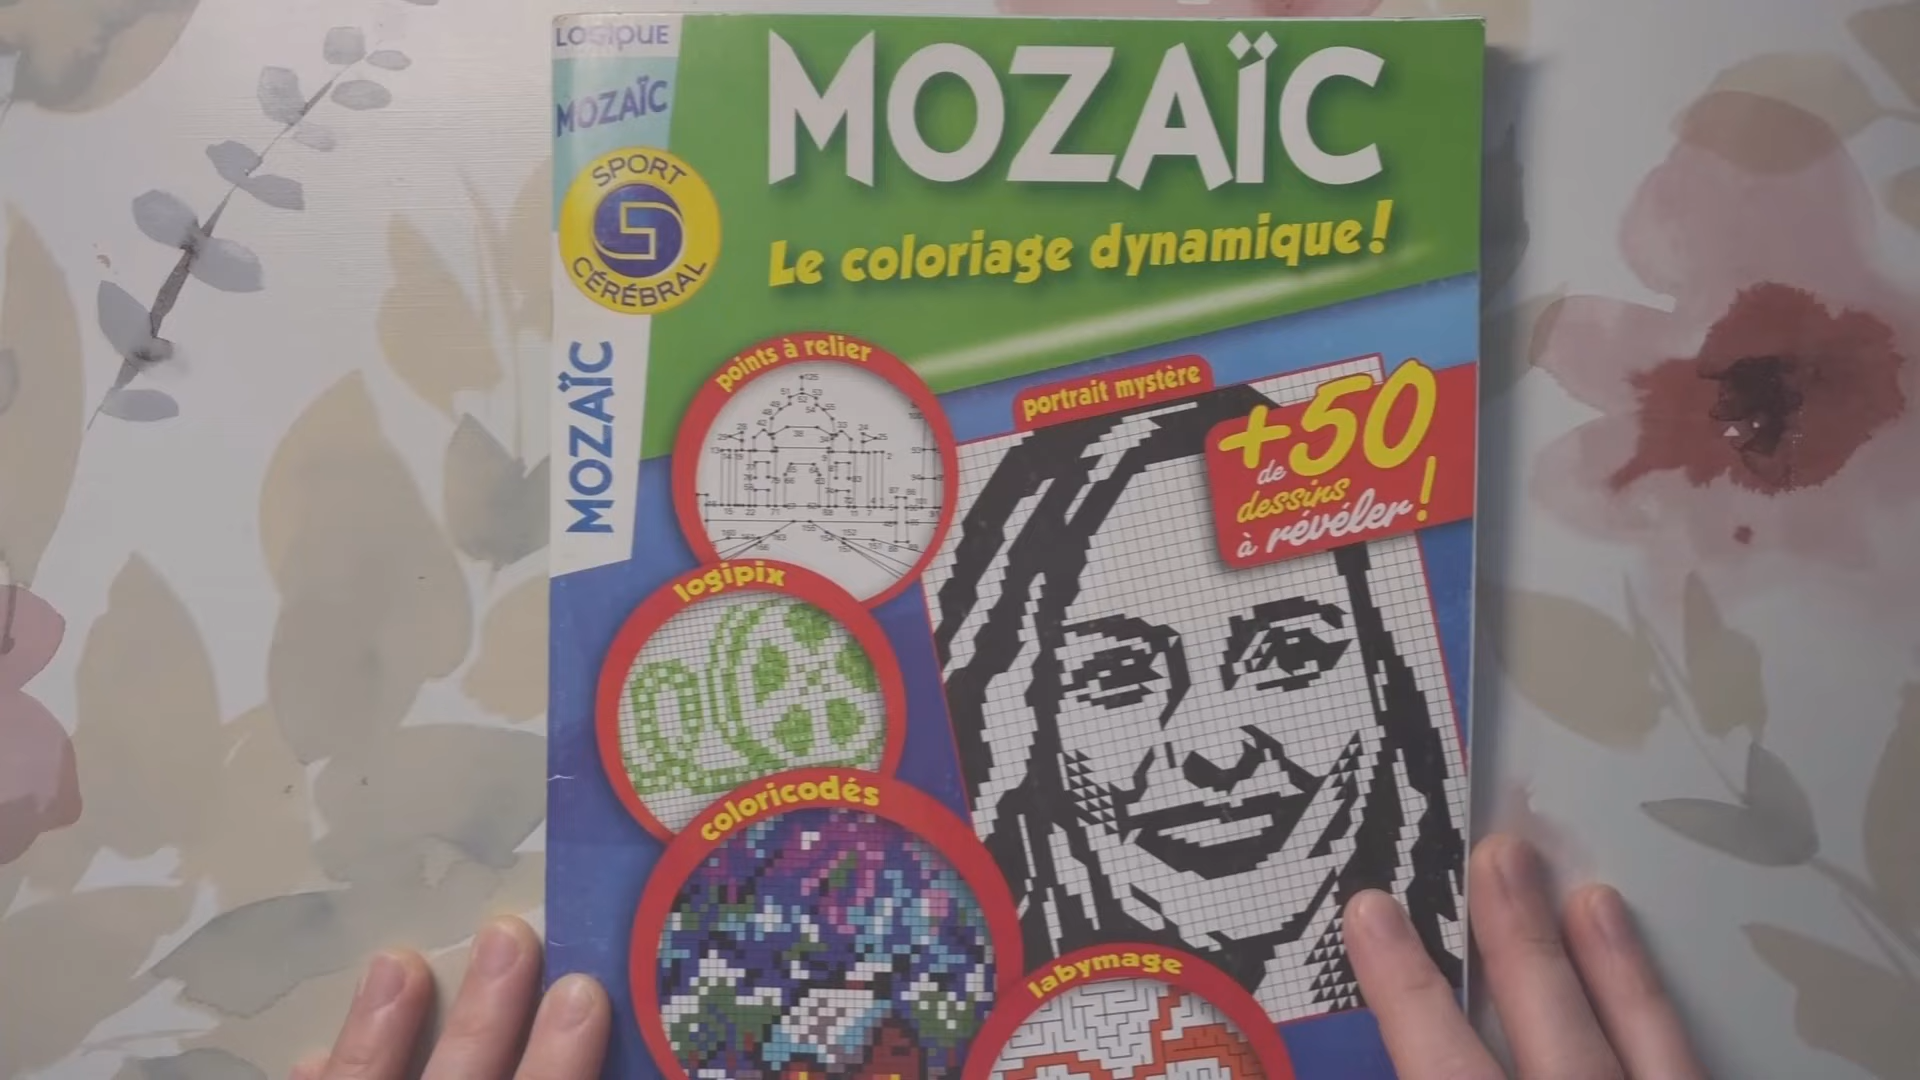 LOGIQUE
MOZAÏC
MOZAÏC
SPORT
CÉRÉBRAL
Le coloriage dynamique!
MOZAÏC
points à relier
portrait mystère
+50
de
dessins
à révéler!
logipix
coloricodés
labymage